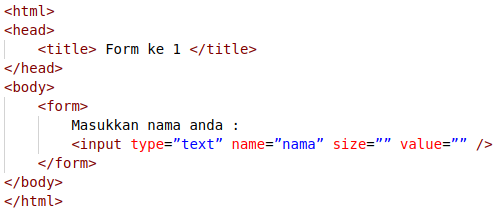 <html>
<head>
<title> Form ke 1 </title>
</head>
<body>
<form>
Masukkan nama anda :
<input type=”text” name=”nama” size=”” value=”” />
</form>
</body>
</html>